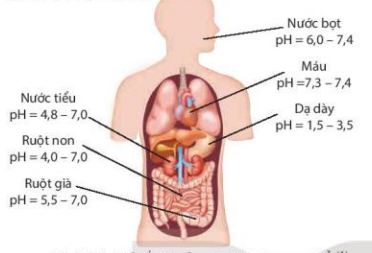 Nước bọt
pH = 6,0 – 7,4
Máu
pH =7,3 – 7,4
Dạ dày
pH = 1,5 – 3,5
Nước tiểu
pH = 4,8 – 7,0
Ruột non
pH = 4,0 – 7,0
Ruột già
pH = 5,5 – 7,0